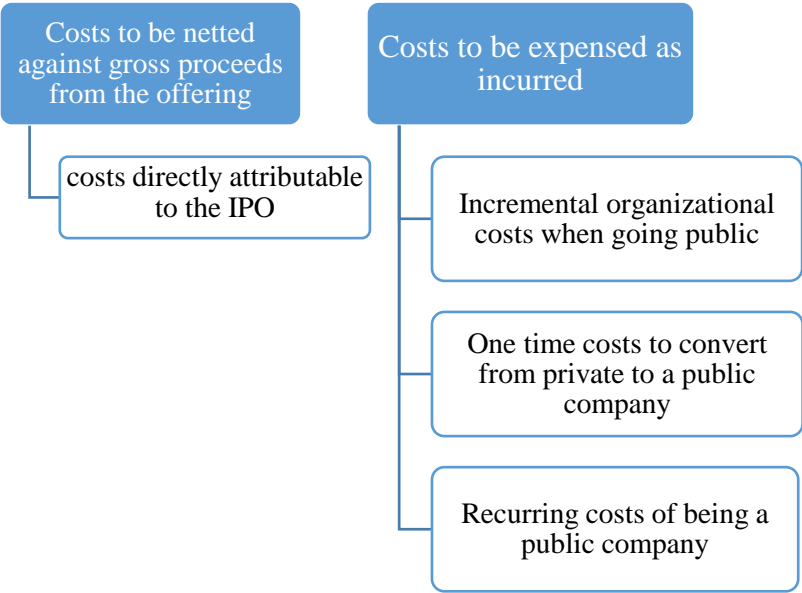 Costs to be netted
against gross proceeds
from the offering
costs directly attributable
to the IPO
Costs to be expensed as
incurred
Incremental organizational
costs when going public
One time costs to convert
from private to a public
company
Recurring costs of being a
public company